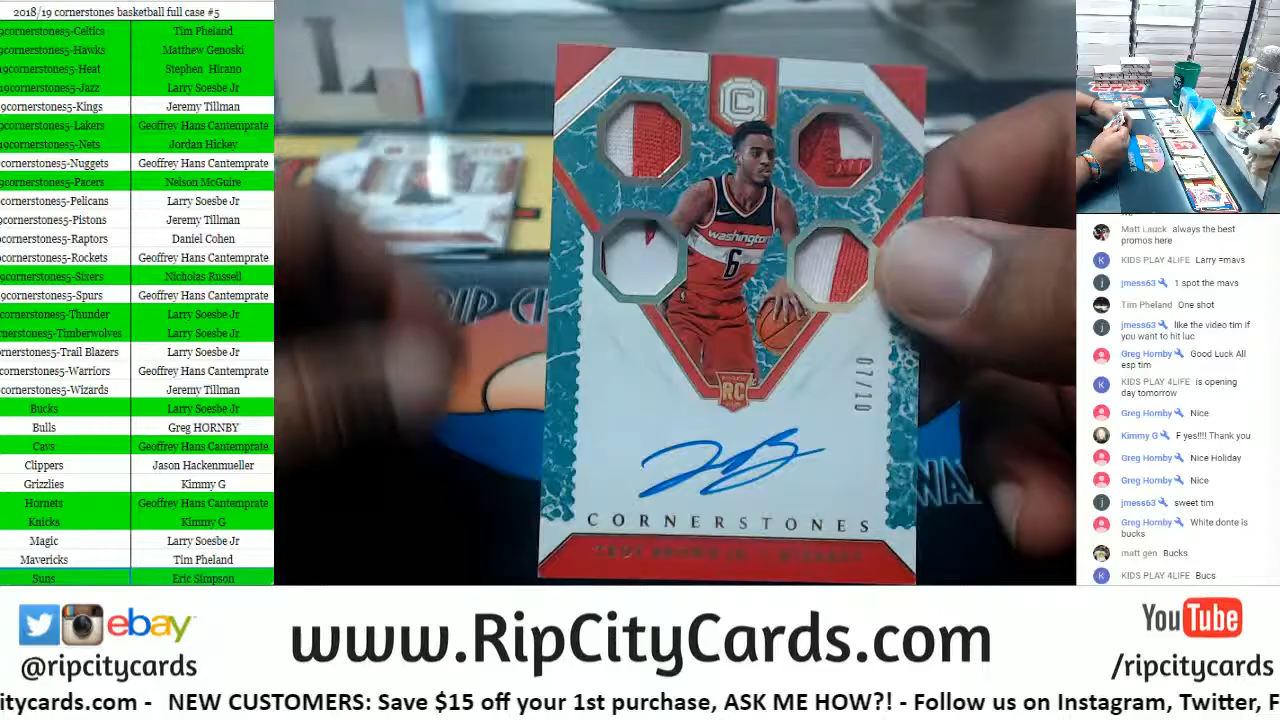 2018/19 cornerstones basketball full case #5
9cornerstones5-Celtics Tim Pheland
9cornerstones5-Hawks Matthew Genoski
19cornerstones5-Heat Stephen Hirano
19cornerstones5-Jazz Larry Soesbe Jr
19cornerstones5-Kings Jeremy Tillman
9cornerstones5-Lakers Geoffrey Hans Cantemprate
19cornerstones5-Nets Jordan Hickey
cornerstones5-Nuggets Geoffrey Hans Cantemprate
9cornerstones5-Pacers Nelson McGuire
cornerstones5-Pelicans Larry Soesbe Jr
cornerstones5-Pistons Jeremy Tillman
cornerstones5-Raptors Daniel Cohen
cornerstones5-Rockets Geoffrey Hans Cantemprate
9cornerstones5-Sixers Nicholas Russell
9cornerstones5-Spurs Geoffrey Hans Cantemprate
cornerstones5-Thunder Larry Soesbe Jr
nerstones5-Timberwolves Larry Soesbe Jr
rnerstones5-Trail Blazers Larry Soesbe Jr
cornerstones5-Warriors Geoffrey Hans Cantemprate
9cornerstones5-Wizards Jeremy Tillman
Bucks Larry Soesbe Jr
Bulls Greg HORNBY
Cavs Geoffrey Hans Cantemprate
Clippers Jason Hackenmueller
Grizzlies Kimmy G
Hornets Geoffrey Hans Cantemprate
Knicks Kimmy G
Magic Larry Soesbe Jr
Mavericks Tim Pheland
Suns Eric Simpson
C
washington
6
RC
07/10
CORNERSTONES
Matt Lauck always the best
promos here
K KIDS PLAY 4LIFE Larry =mavs
j jmess63 1 spot the mavs
Tim Pheland One shot
j jmess63 like the video tim if
you want to hit luc
Greg Hornby Good Luck All
esp tim
K KIDS PLAY 4LIFE is opening
day tomorrow
Greg Hornby Nice
Kimmy G F yes!!!! Thank you
Greg Hornby Nice Holiday
Greg Hornby Nice
j jmess63 sweet tim
Greg Hornby White donte is
bucks
matt gen Bucks
K KIDS PLAY 4LIFE Bucs
ebay
@ripcitycards
www.RipCityCards.com
YouTube
/ripcitycards
citycards.com - NEW CUSTOMERS: Save $15 off your 1st purchase, ASK ME HOW?! - Follow us on Instagram, Twitter, F